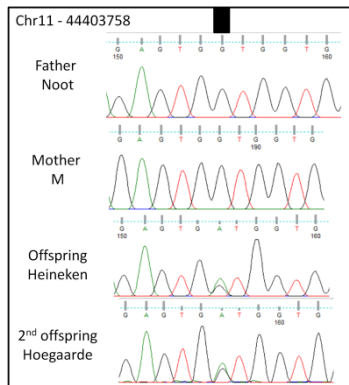 Chr11 - 44403758
G A G T G G T G G T G
150 160
Father
Noot
G A G T G G T G G T G
190
Mother
M
G A G T G A T G G T G
150 160
Offspring
Heineken
G A G T G A T G G T G
160
2nd offspring
Hoegaarde